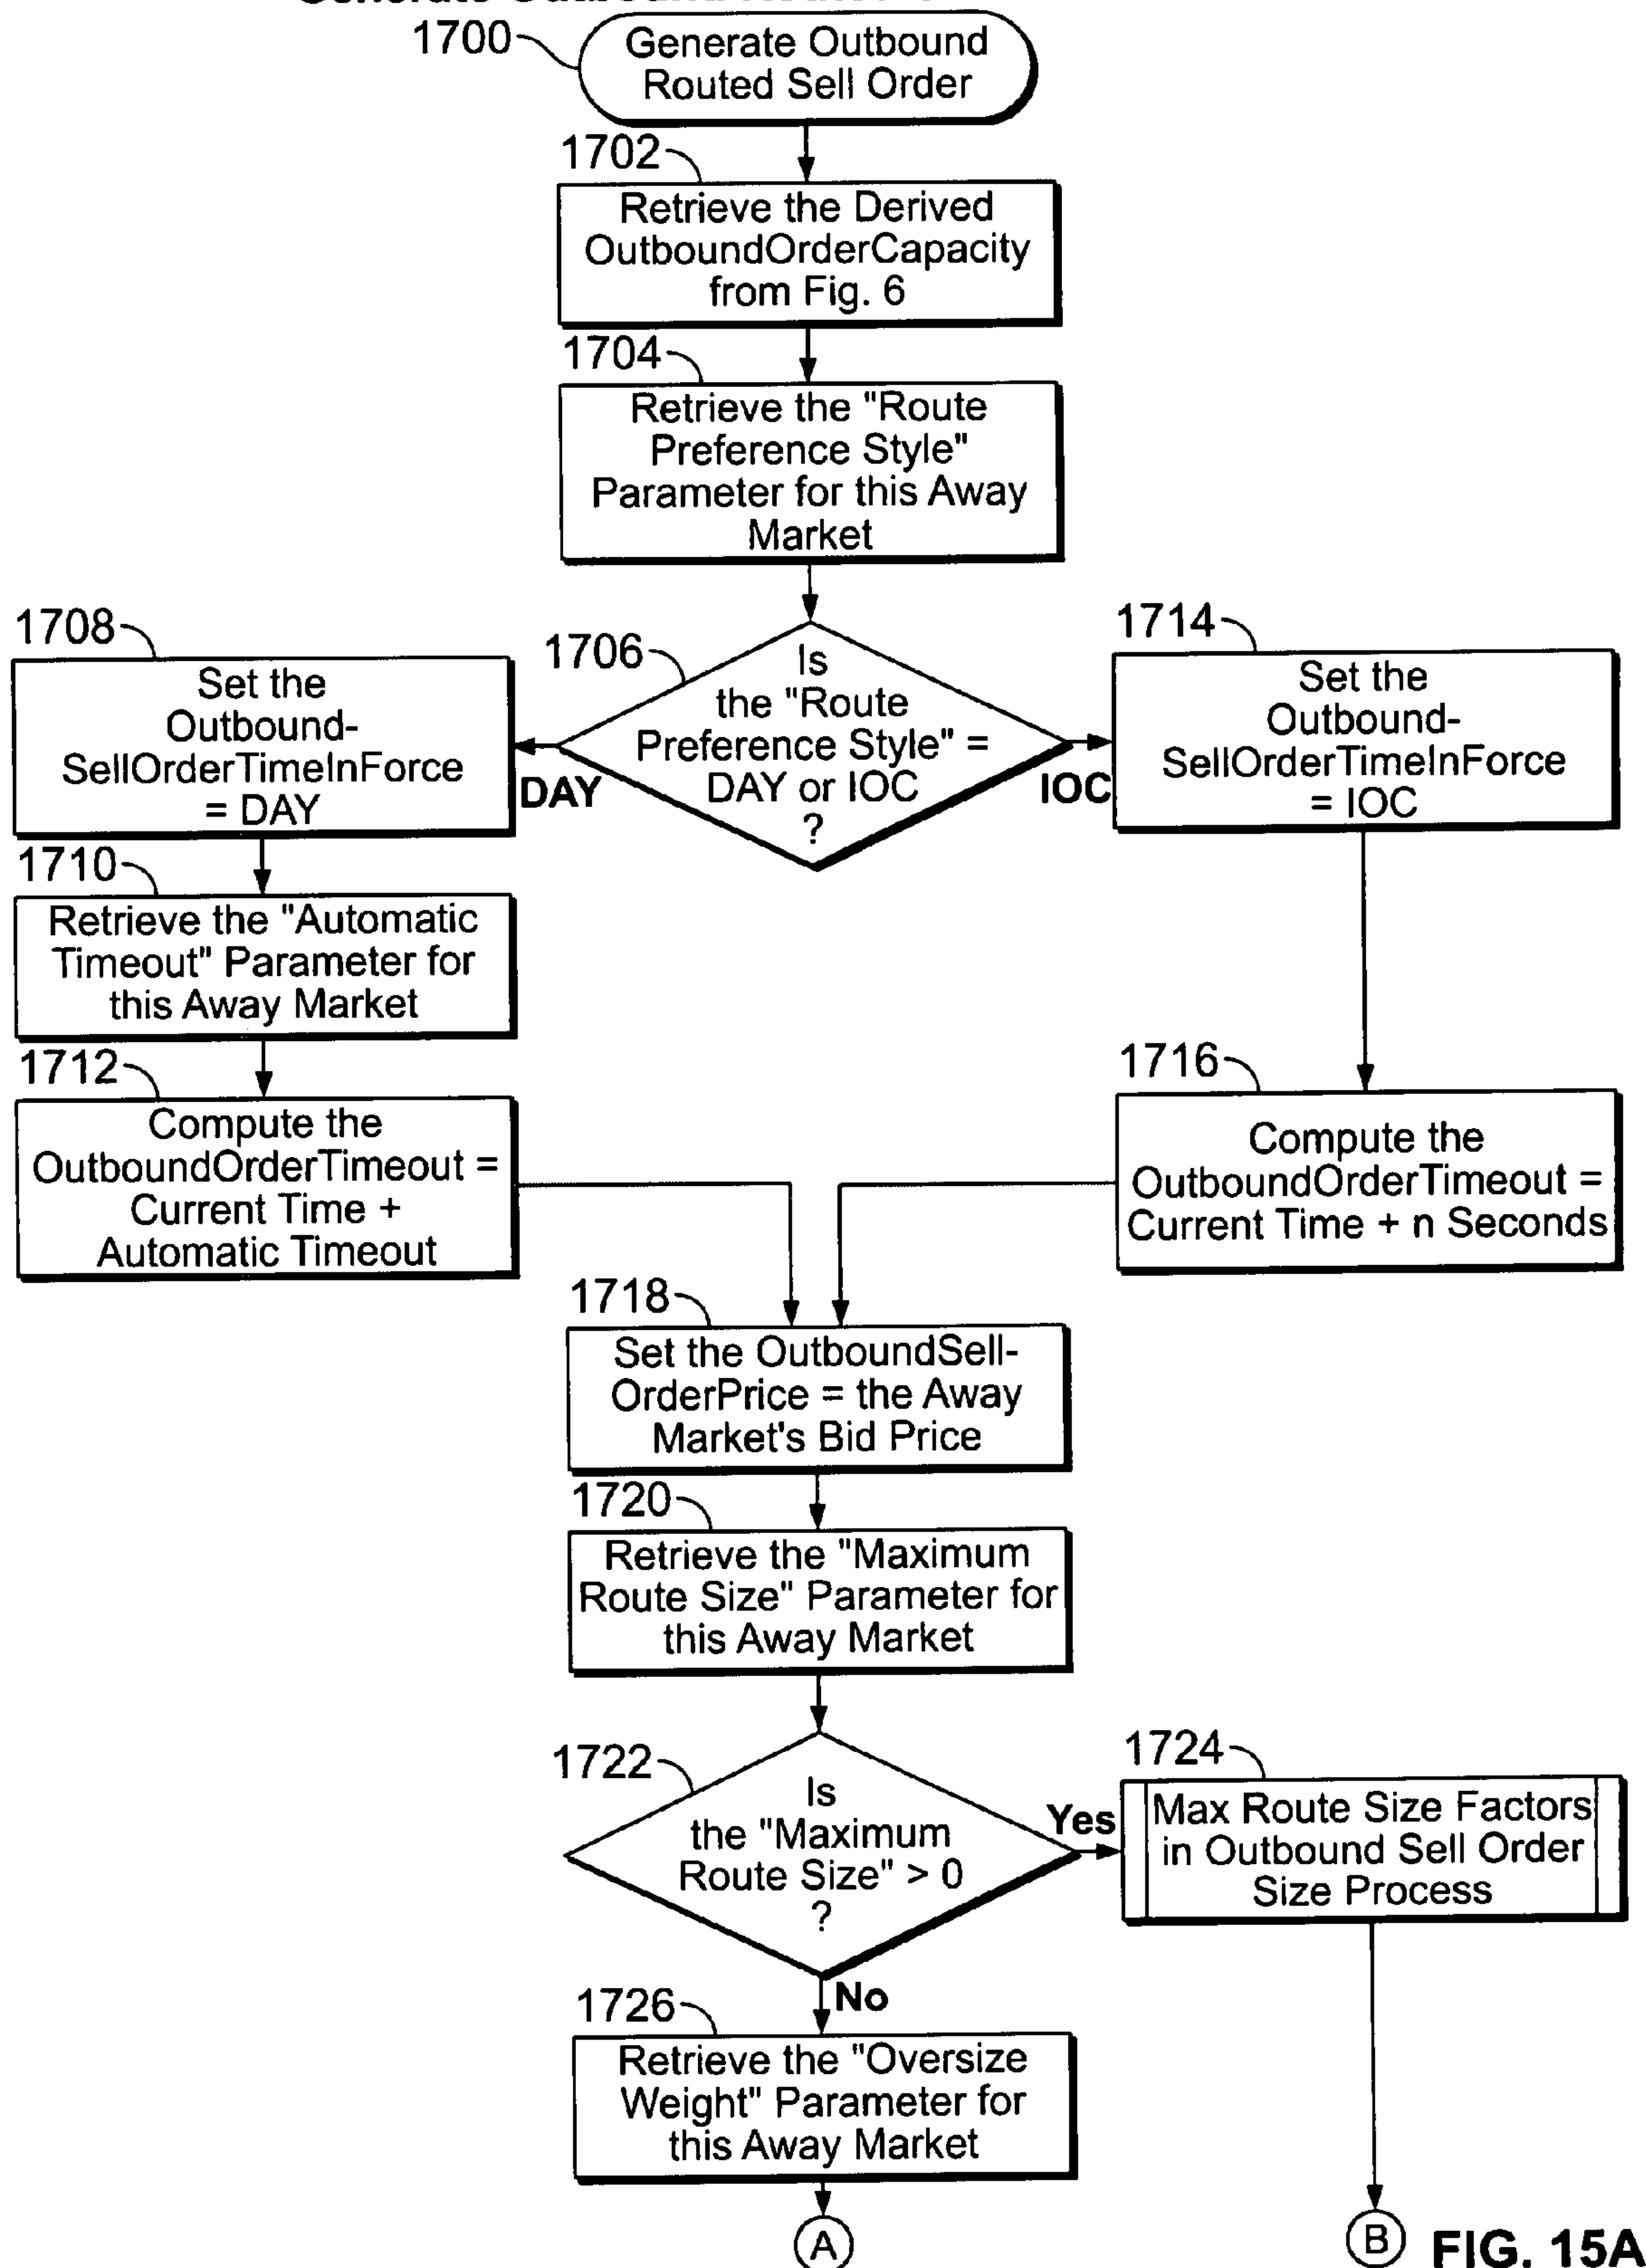 1700
Generate Outbound
Routed Sell Order
1702
Retrieve the Derived
OutboundOrderCapacity
from Fig. 6
1704
Retrieve the "Route
Preference Style"
Parameter for this Away
Market
1706
Is
the "Route
Preference Style" =
DAY or IOC
?
DAY
IOC
1708
Set the
Outbound-
SellOrderTimeInForce
= DAY
1714
Set the
Outbound-
SellOrderTimeInForce
= IOC
1710
Retrieve the "Automatic
Timeout" Parameter for
this Away Market
1712
Compute the
OutboundOrderTimeout =
Current Time +
Automatic Timeout
1716
Compute the
OutboundOrderTimeout =
Current Time + n Seconds
1718
Set the OutboundSell-
OrderPrice = the Away
Market's Bid Price
1720
Retrieve the "Maximum
Route Size" Parameter for
this Away Market
1722
Is
the "Maximum
Route Size" > 0
?
Yes
1724
Max Route Size Factors
in Outbound Sell Order
Size Process
No
1726
Retrieve the "Oversize
Weight" Parameter for
this Away Market
A
B
FIG. 15A